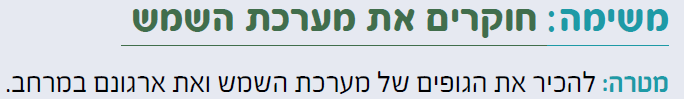 משימה: חוקרים את מערכת השמש
מטרה: להכיר את הגופים של מערכת השמש ואת ארגונם במרחב.